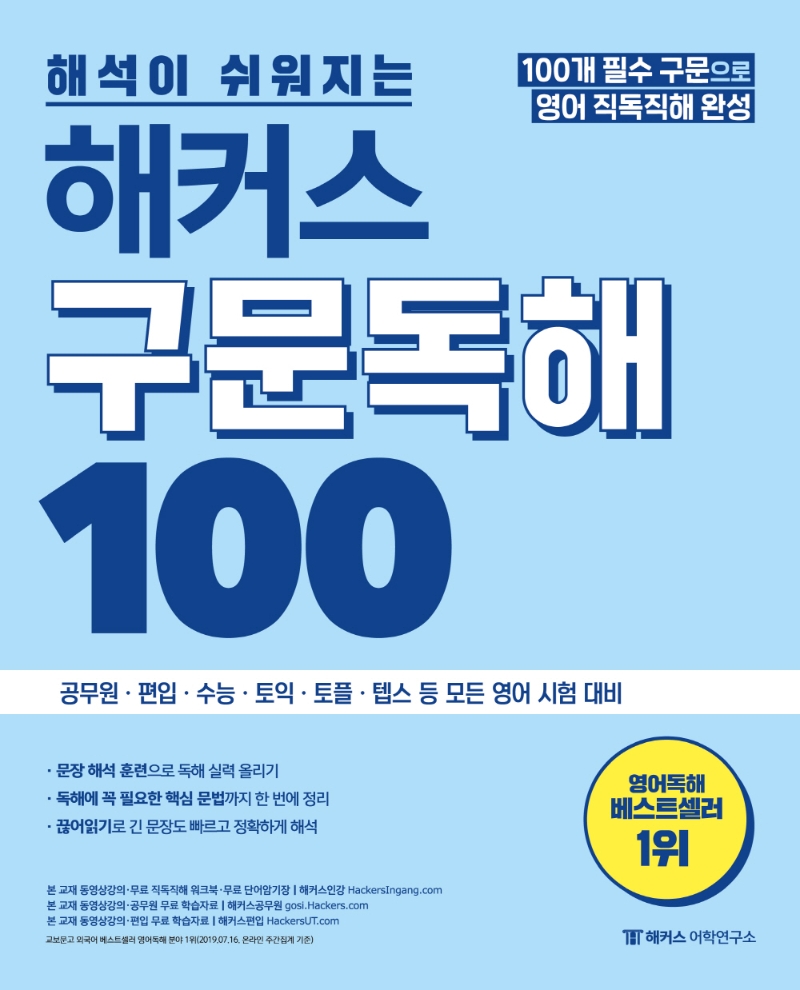 해석이 쉬워지는
100개 필수 구문으로
영어 직독직해 완성
해커스
구문독해
100
공무원 · 편입 · 수능 · 토익 · 토플 · 텝스 등 모든 영어 시험 대비
· 문장 해석 훈련으로 독해 실력 올리기
· 독해에 꼭 필요한 핵심 문법까지 한 번에 정리
· 끊어읽기로 긴 문장도 빠르고 정확하게 해석
영어독해
베스트셀러
1위
본 교재 동영상강의·무료 직독직해 워크북·무료 단어암기장 | 해커스인강 HackersIngang.com
본 교재 동영상강의·공무원 무료 학습자료 | 해커스공무원 gosi.Hackers.com
본 교재 동영상강의·편입 무료 학습자료 | 해커스편입 HackersUT.com
교보문고 외국어 베스트셀러 영어독해 분야 1위(2019.07.16. 온라인 주간집계 기준)
해커스 어학연구소